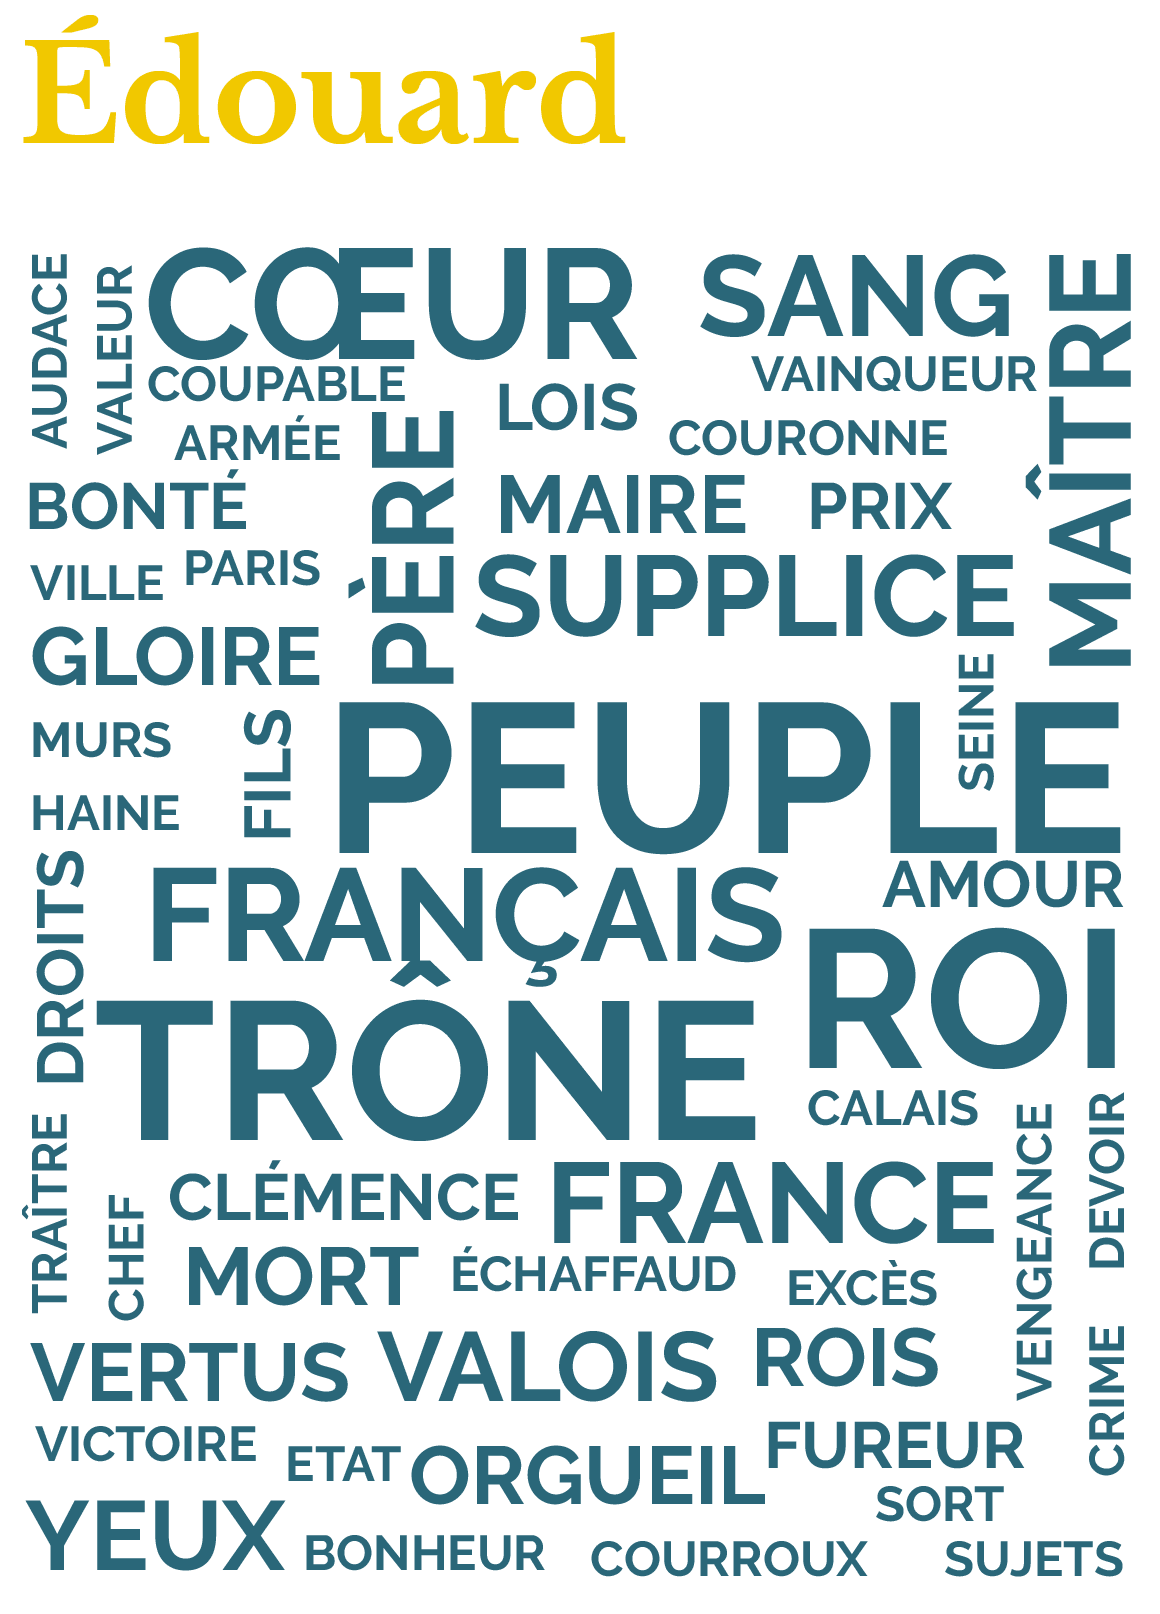 Édouard
AUDACE
VALEUR
CŒUR
SANG
MAÎTRE
COUPABLE
VAINQUEUR
LOIS
ARMÉE
PÈRE
COURONNE
BONTÉ
MAIRE
PRIX
VILLE
PARIS
SUPPLICE
GLOIRE
SEINE
MURS
FILS
PEUPLE
HAINE
DROITS
FRANÇAIS
AMOUR
ROI
TRÔNE
CALAIS
TRAÎTRE
CHEF
CLÉMENCE
FRANCE
VENGEANCE
DEVOIR
MORT
ÉCHAFFAUD
EXCÈS
VERTUS
VALOIS
ROIS
CRIME
VICTOIRE
ETAT
ORGUEIL
FUREUR
YEUX
SORT
BONHEUR
COURROUX
SUJETS